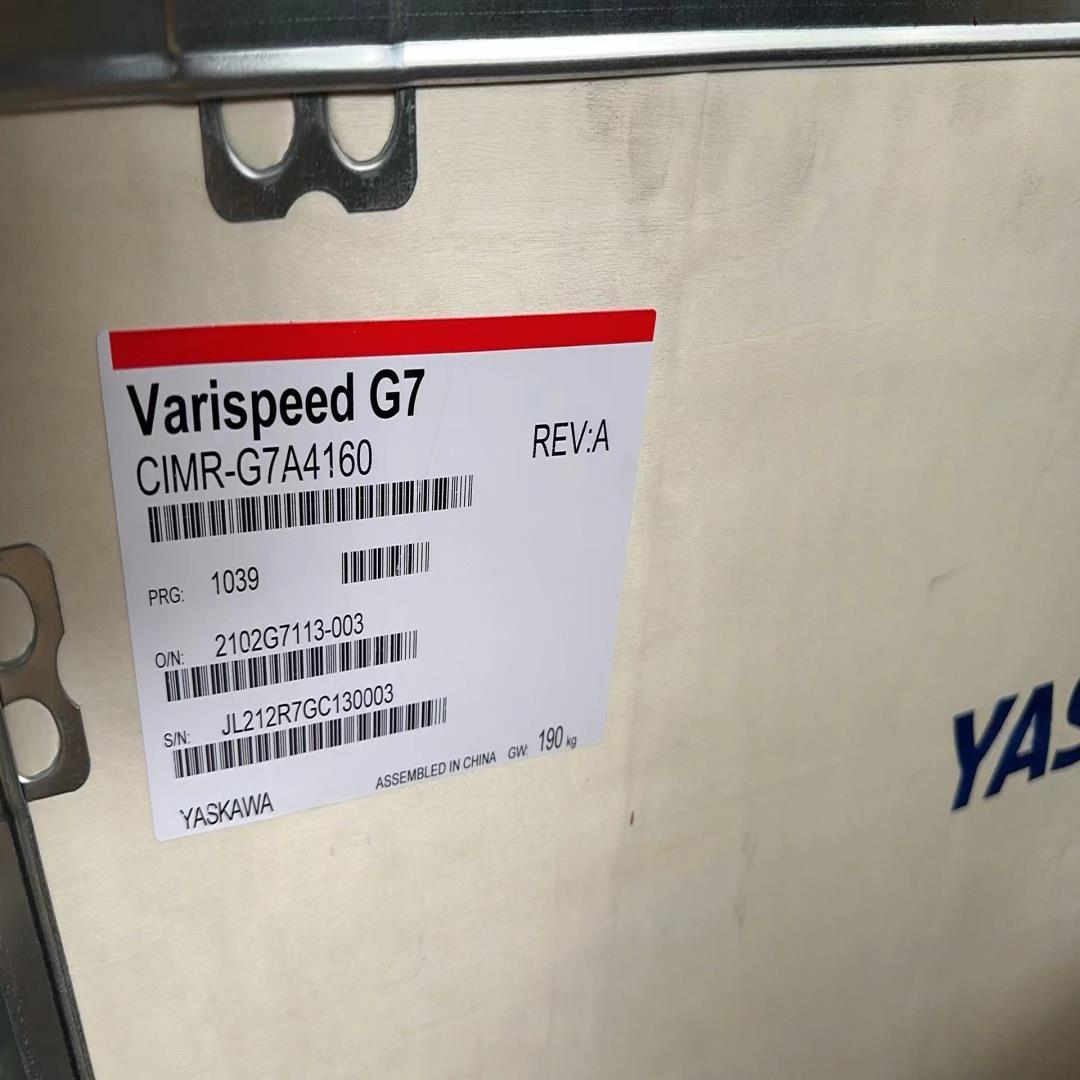 Varispeed G7
CIMR-G7A4160
REV:A
PRG: 1039
O/N: 2102G7113-003
S/N: JL212R7GC130003
ASSEMBLED IN CHINA GW: 190 kg
YASKAWA
YAS